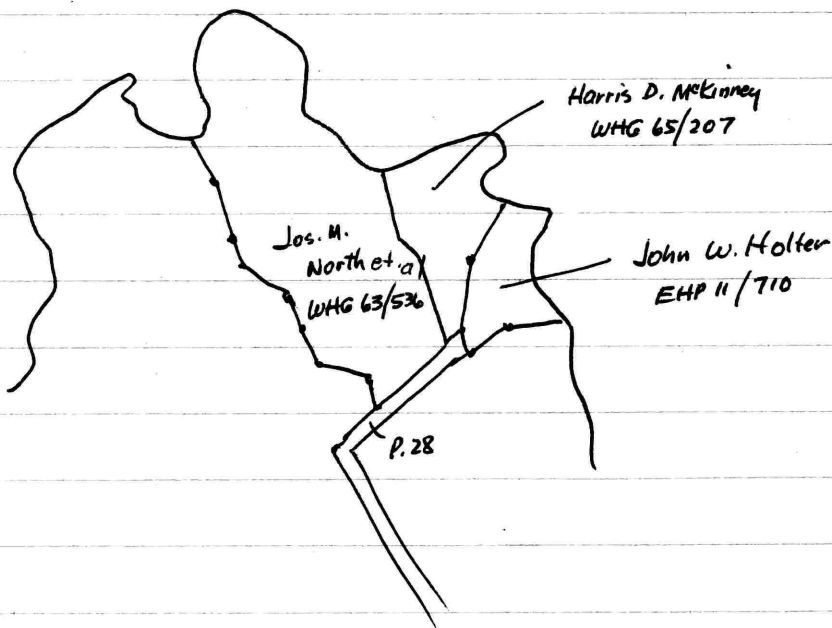 Harris D. McKinney
WHG 65/207
Jos. M.
North et. al
WHG 63/536
John W. Holter
EHP 11/710
P.28